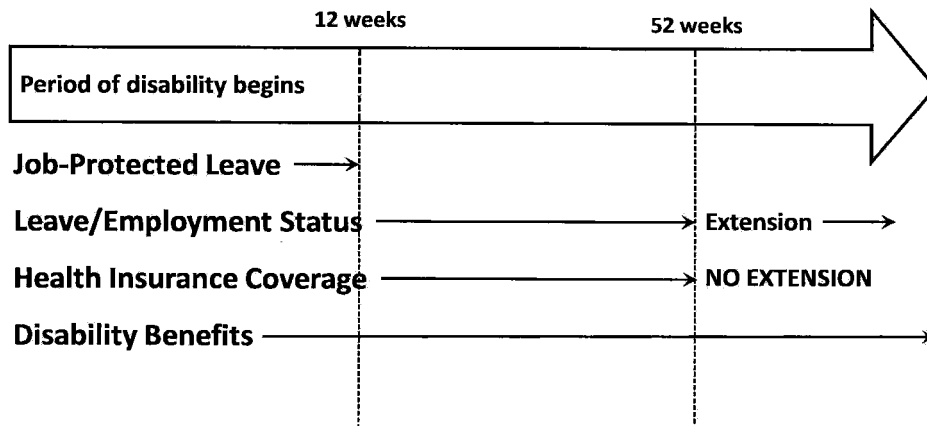 12 weeks
52 weeks
Period of disability begins
Job-Protected Leave
Leave/Employment Status
Extension
Health Insurance Coverage
NO EXTENSION
Disability Benefits